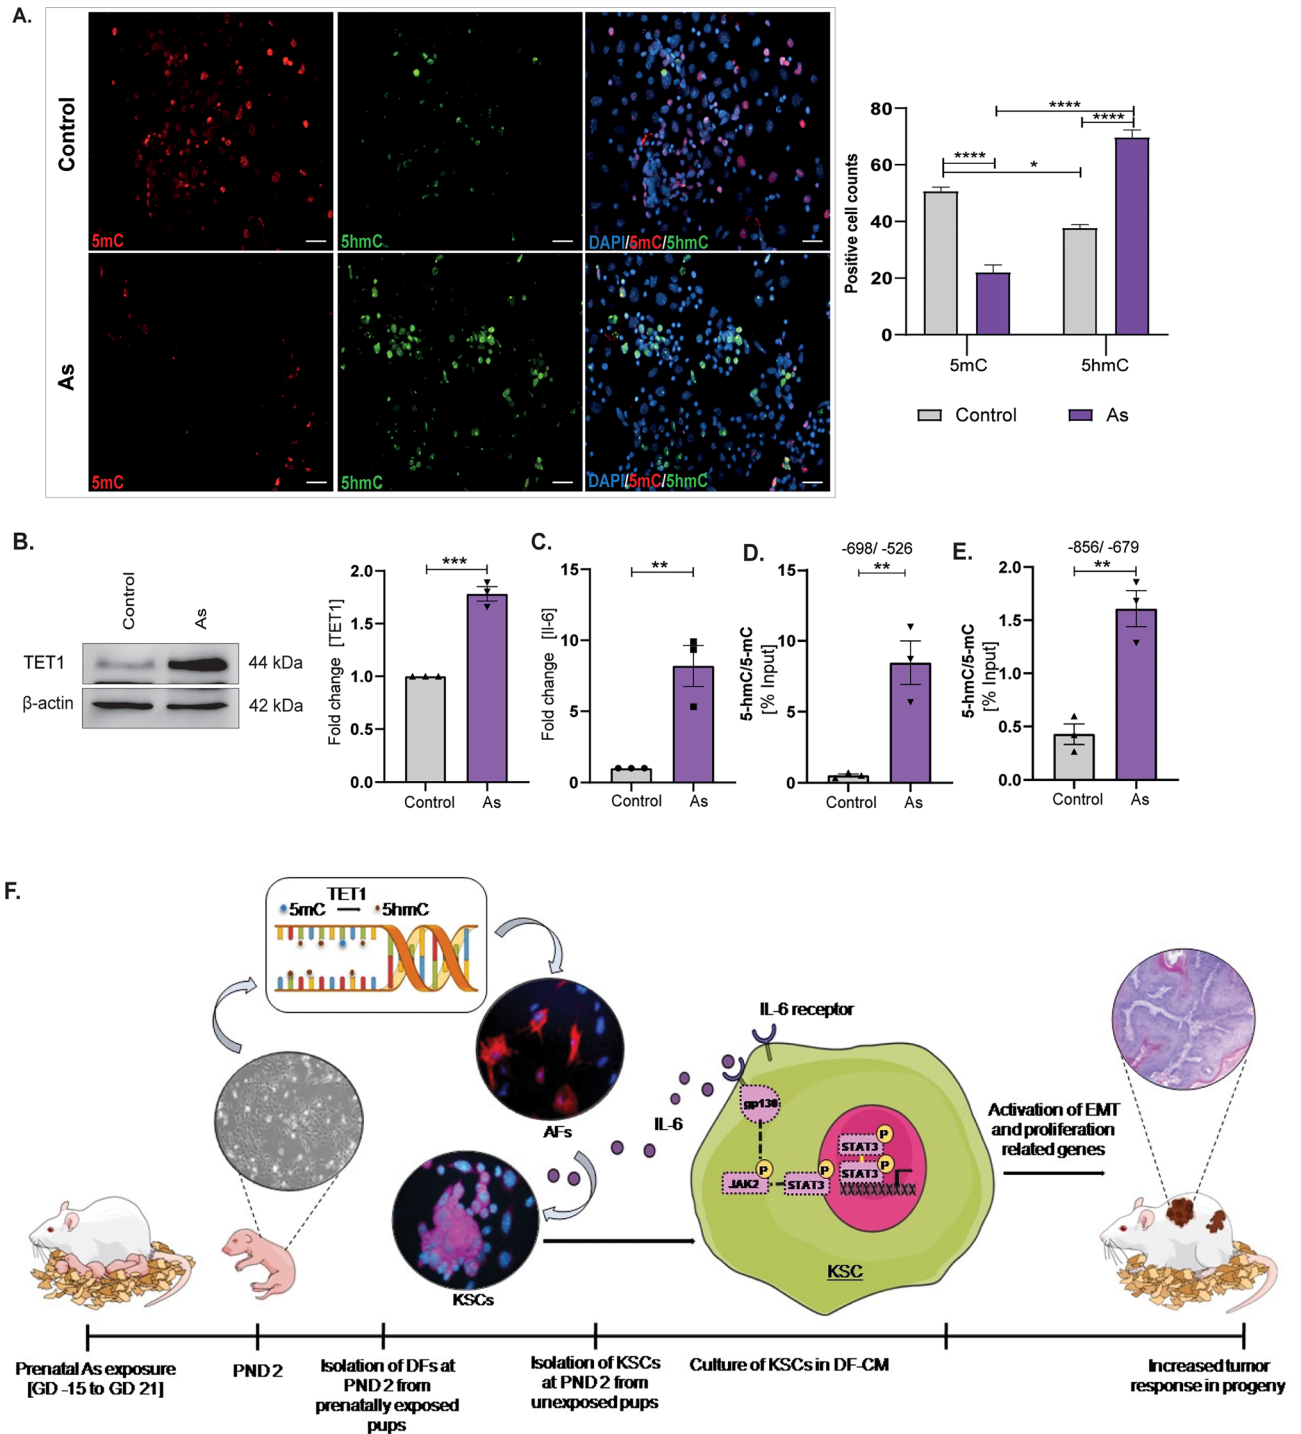 A.
Control
5mC
5hmC
DAPI/5mC/5hmC
As
5mC
5hmC
DAPI/5mC/5hmC
Positive cell counts
80
60
40
20
0
****
****
****
*
5mC
5hmC
Control
As
B.
Control
As
TET1
44 kDa
β-actin
42 kDa
Fold change [TET1]
2.0
1.5
1.0
0.5
0.0
***
Control
As
C.
Fold change [Il-6]
15
10
5
0
**
Control
As
D.
-698/ -526
5-hmC/5-mC
[% Input]
15
10
5
0
**
Control
As
E.
-856/ -679
5-hmC/5-mC
[% Input]
2.0
1.5
1.0
0.5
0.0
**
Control
As
F.
TET1
5mC
5hmC
AFs
KSCs
IL-6
IL-6 receptor
gp130
P
JAK2
P
STAT3
P
STAT3
P
STAT3
KSC
Activation of EMT
and proliferation
related genes
Prenatal As exposure
[GD -15 to GD 21]
PND 2
Isolation of DFs at
PND 2 from
prenatally exposed
pups
Isolation of KSCs
at PND 2 from
unexposed pups
Culture of KSCs in DF-CM
Increased tumor
response in progeny